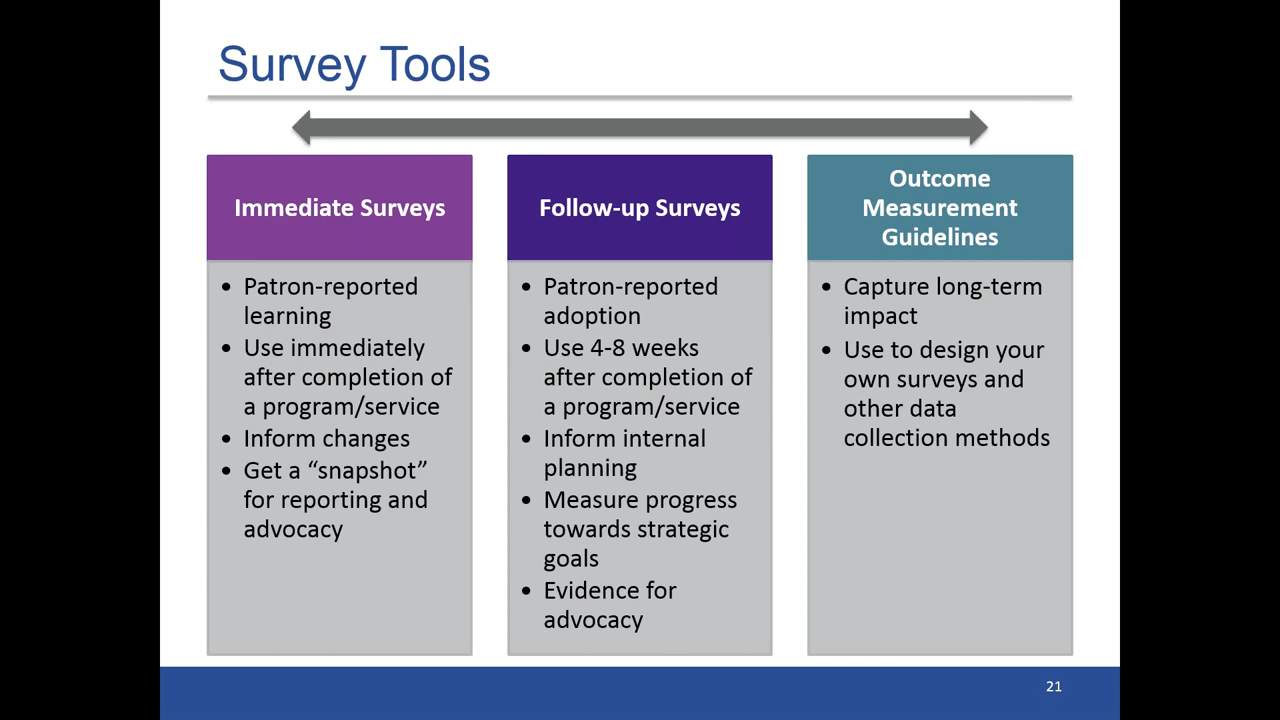 Survey Tools
Immediate Surveys
• Patron-reported
learning
• Use immediately
after completion of
a program/service
• Inform changes
• Get a “snapshot”
for reporting and
advocacy
Follow-up Surveys
• Patron-reported
adoption
• Use 4-8 weeks
after completion of
a program/service
• Inform internal
planning
• Measure progress
towards strategic
goals
• Evidence for
advocacy
Outcome
Measurement
Guidelines
• Capture long-term
impact
• Use to design your
own surveys and
other data
collection methods
21